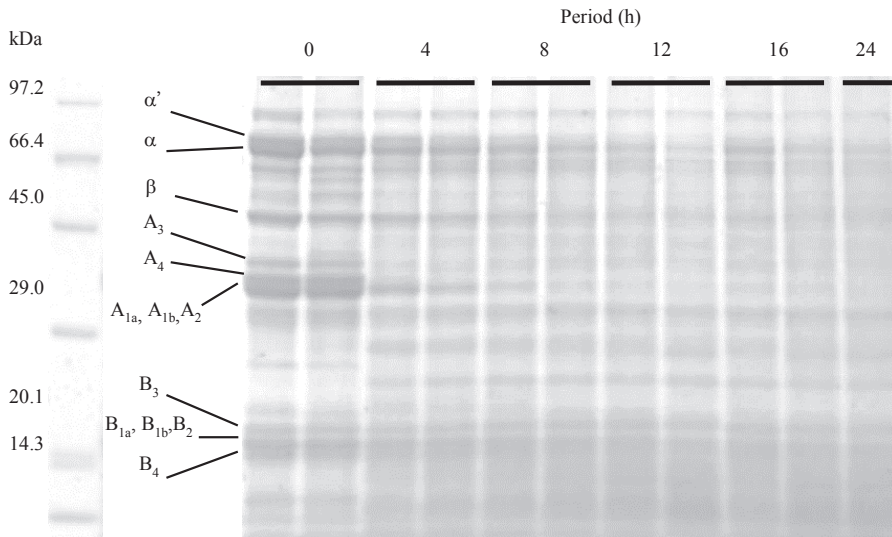 Period (h)
kDa
0 4 8 12 16 24
97.2
α’
66.4
α
β
45.0
A3
A4
29.0
A1a, A1b,A2
B3
20.1
B1a, B1b,B2
14.3
B4